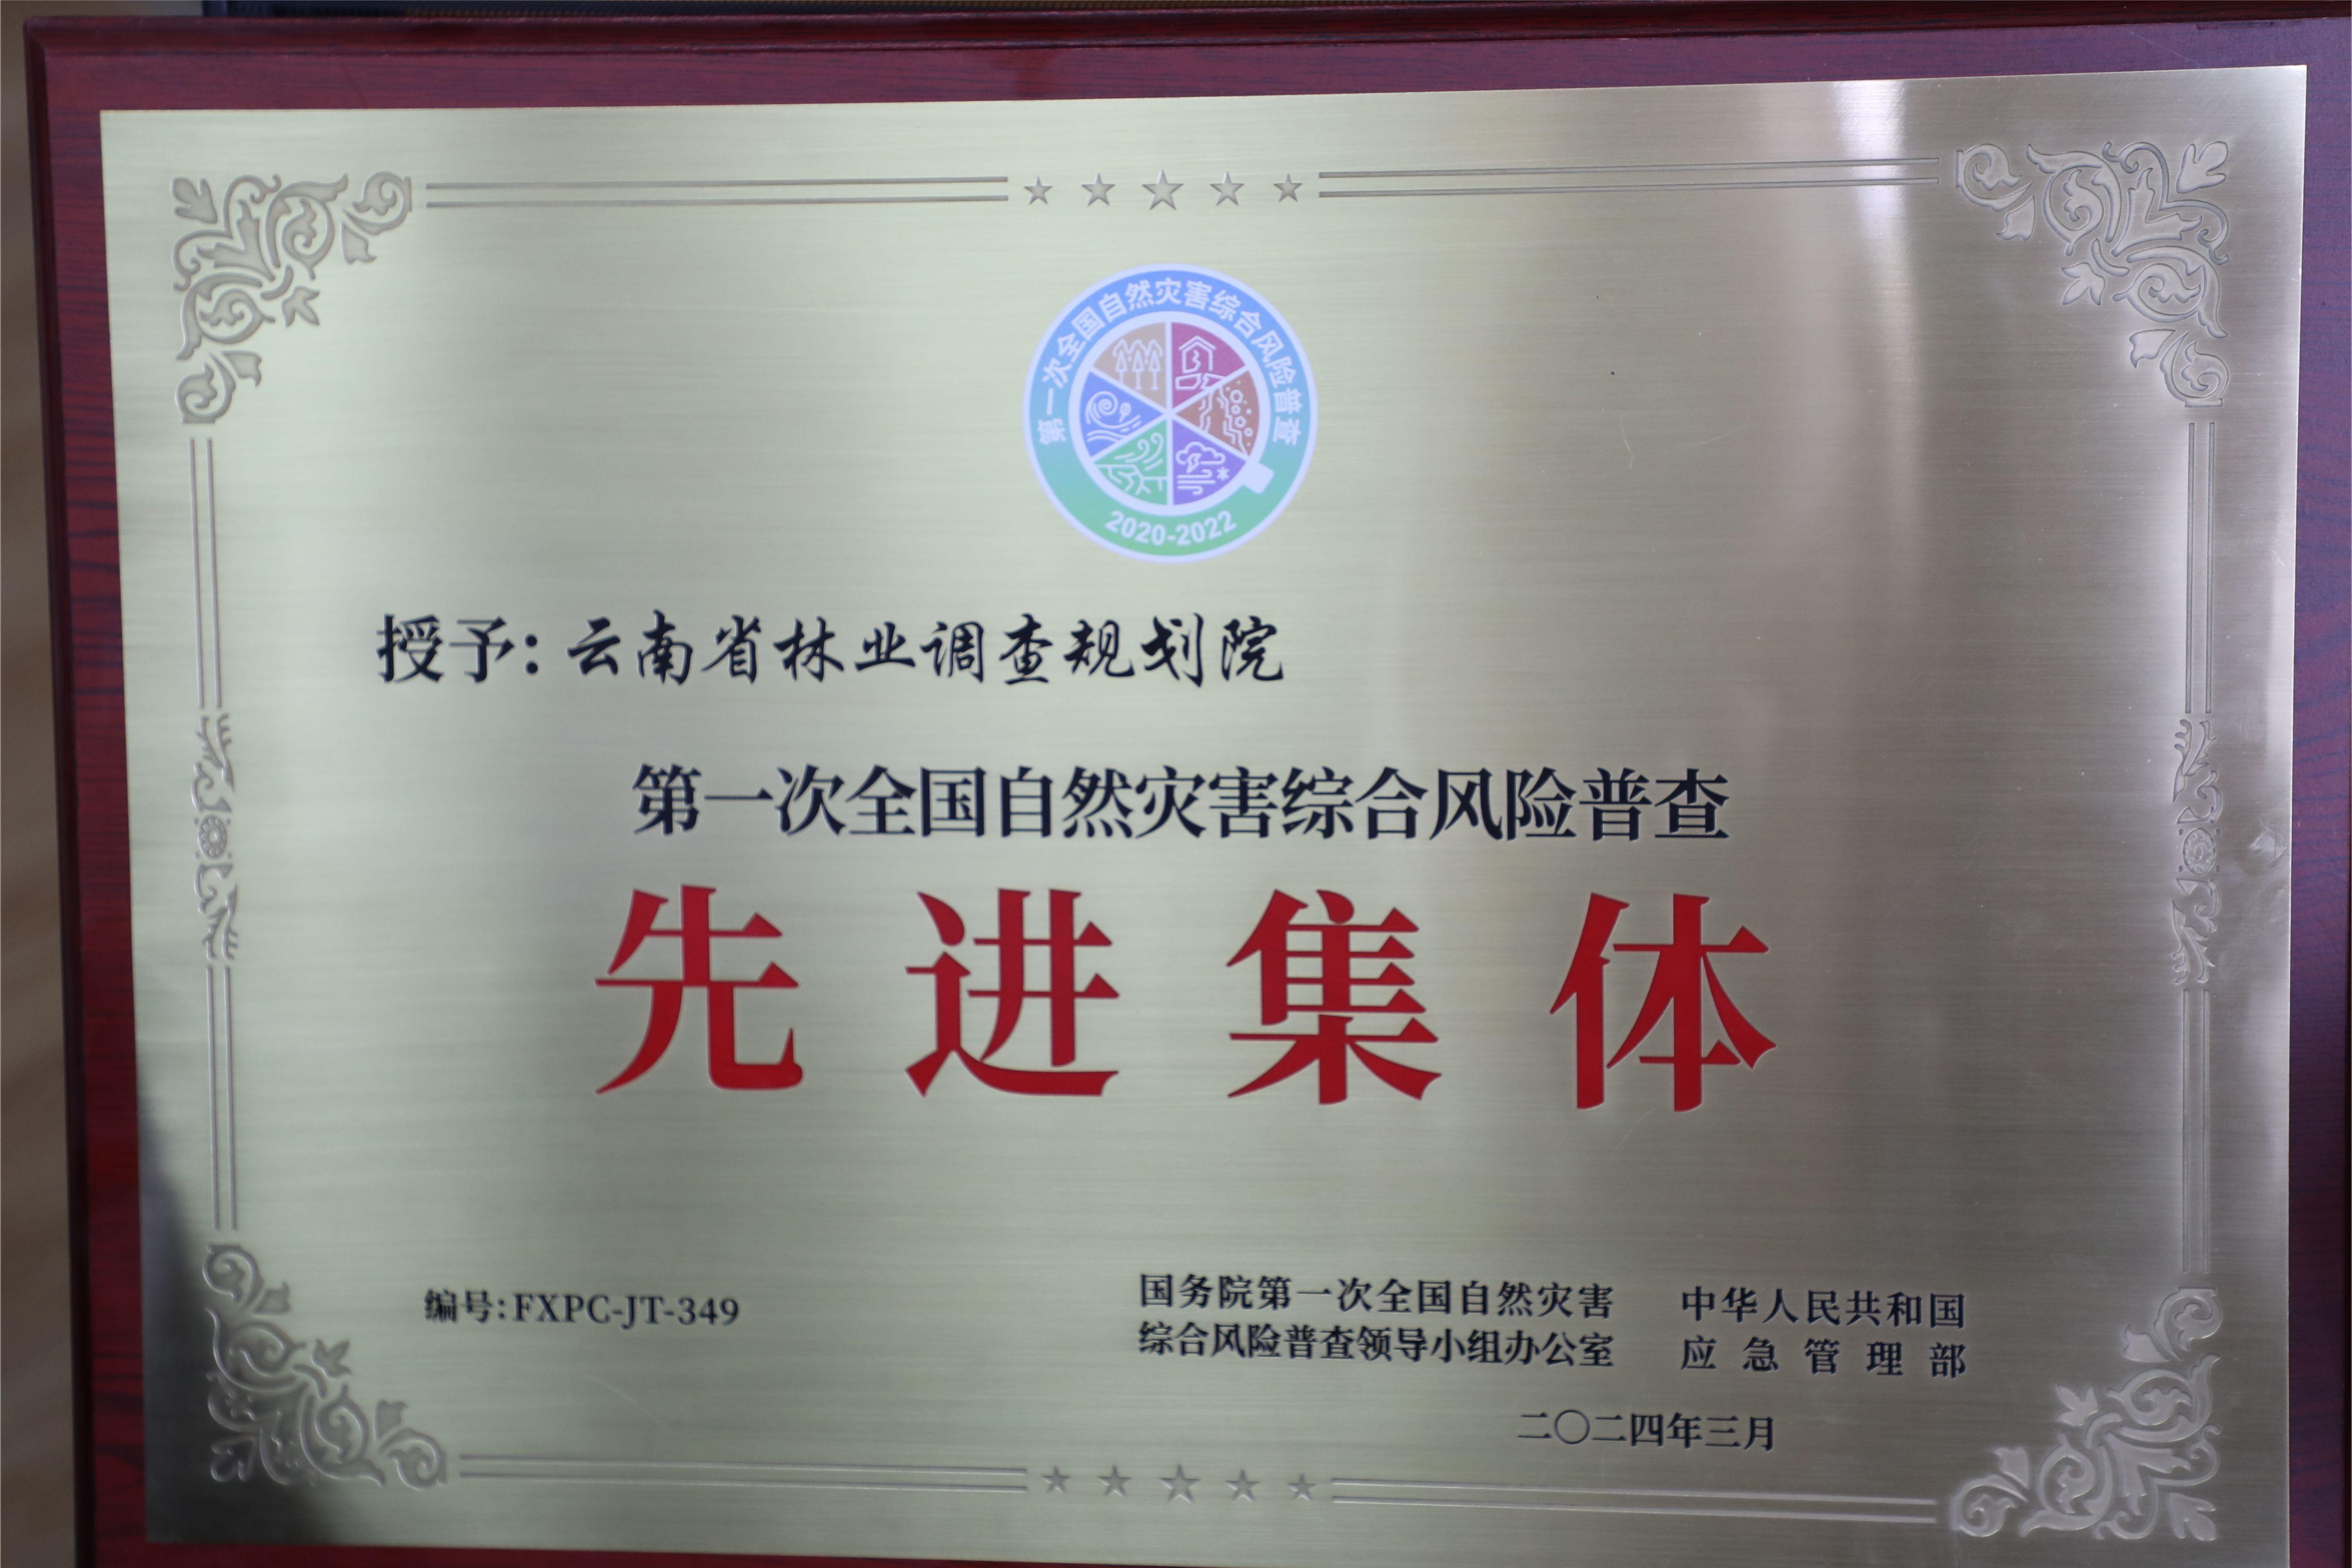 第一次全国自然灾害综合风险普查
2020-2022
授予：云南省林业调查规划院
第一次全国自然灾害综合风险普查
先进集体
编号：FXPC-JT-349
国务院第一次全国自然灾害
综合风险普查领导小组办公室
中华人民共和国
应急管理部
二〇二四年三月